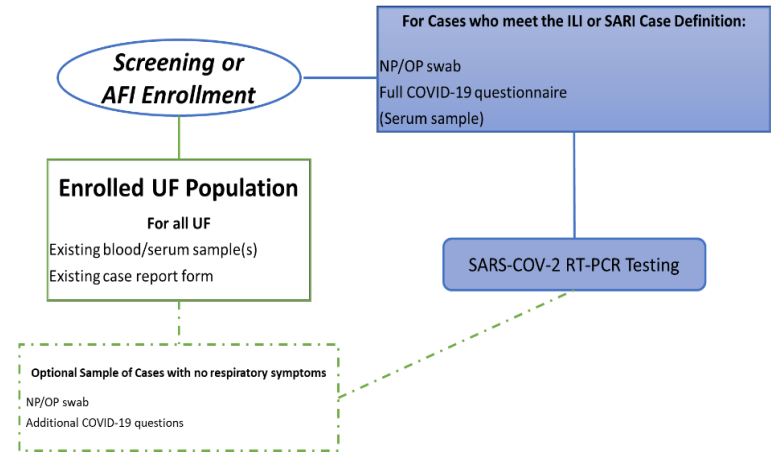 Screening or
AFI Enrollment
For Cases who meet the ILI or SARI Case Definition:
NP/OP swab
Full COVID-19 questionnaire
(Serum sample)
Enrolled UF Population
For all UF
Existing blood/serum sample(s)
Existing case report form
SARS-COV-2 RT-PCR Testing
Optional Sample of Cases with no respiratory symptoms
NP/OP swab
Additional COVID-19 questions